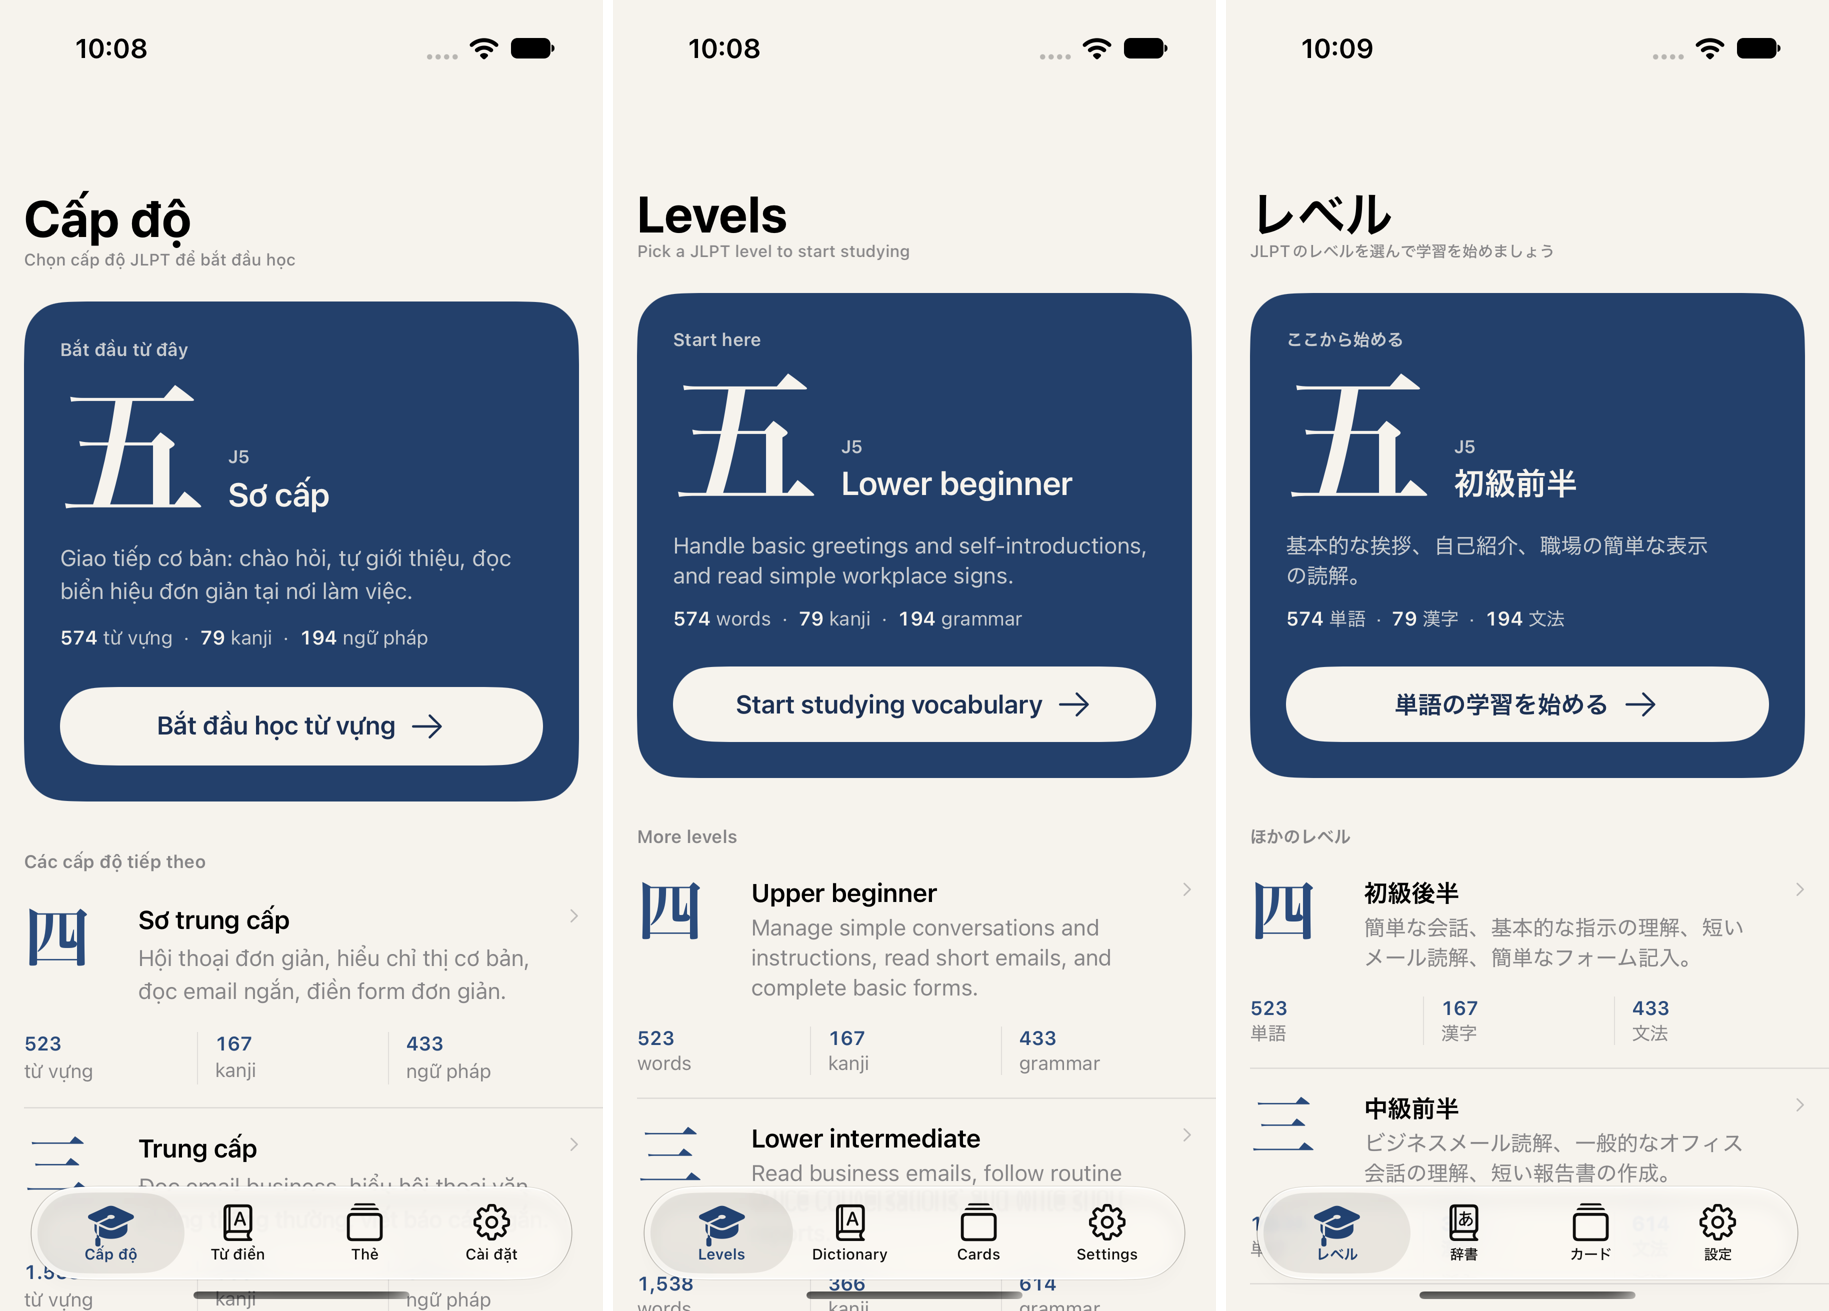 10:08
Cấp độ
Chọn cấp độ JLPT để bắt đầu học
Bắt đầu từ đây
五
J5
Sơ cấp
Giao tiếp cơ bản: chào hỏi, tự giới thiệu, đọc
biển hiệu đơn giản tại nơi làm việc.
574 từ vựng · 79 kanji · 194 ngữ pháp
Bắt đầu học từ vựng →
Các cấp độ tiếp theo
四
Sơ trung cấp
Hội thoại đơn giản, hiểu chỉ thị cơ bản,
đọc email ngắn, điền form đơn giản.
523 167 433
từ vựng kanji ngữ pháp
三
Trung cấp
Đọc email business, hiểu hội thoại văn
Cấp độ Từ điển Thẻ Cài đặt
từ vựng kanji ngữ pháp
10:08
Levels
Pick a JLPT level to start studying
Start here
五
J5
Lower beginner
Handle basic greetings and self-introductions,
and read simple workplace signs.
574 words · 79 kanji · 194 grammar
Start studying vocabulary →
More levels
四
Upper beginner
Manage simple conversations and
instructions, read short emails, and
complete basic forms.
523 167 433
words kanji grammar
三
Lower intermediate
Read business emails, follow routine
Levels Dictionary Cards Settings
1,538 366 614
words kanji grammar
10:09
レベル
JLPTのレベルを選んで学習を始めましょう
ここから始める
五
J5
初級前半
基本的な挨拶、自己紹介、職場の簡単な表示
の読解。
574 単語 · 79 漢字 · 194 文法
単語の学習を始める →
ほかのレベル
四
初級後半
簡単な会話、基本的な指示の理解、短い
メール読解、簡単なフォーム記入。
523 167 433
単語 漢字 文法
三
中級前半
ビジネスメール読解、一般的なオフィス
会話の理解、短い報告書の作成。
614
文法
レベル 辞書 カード 設定